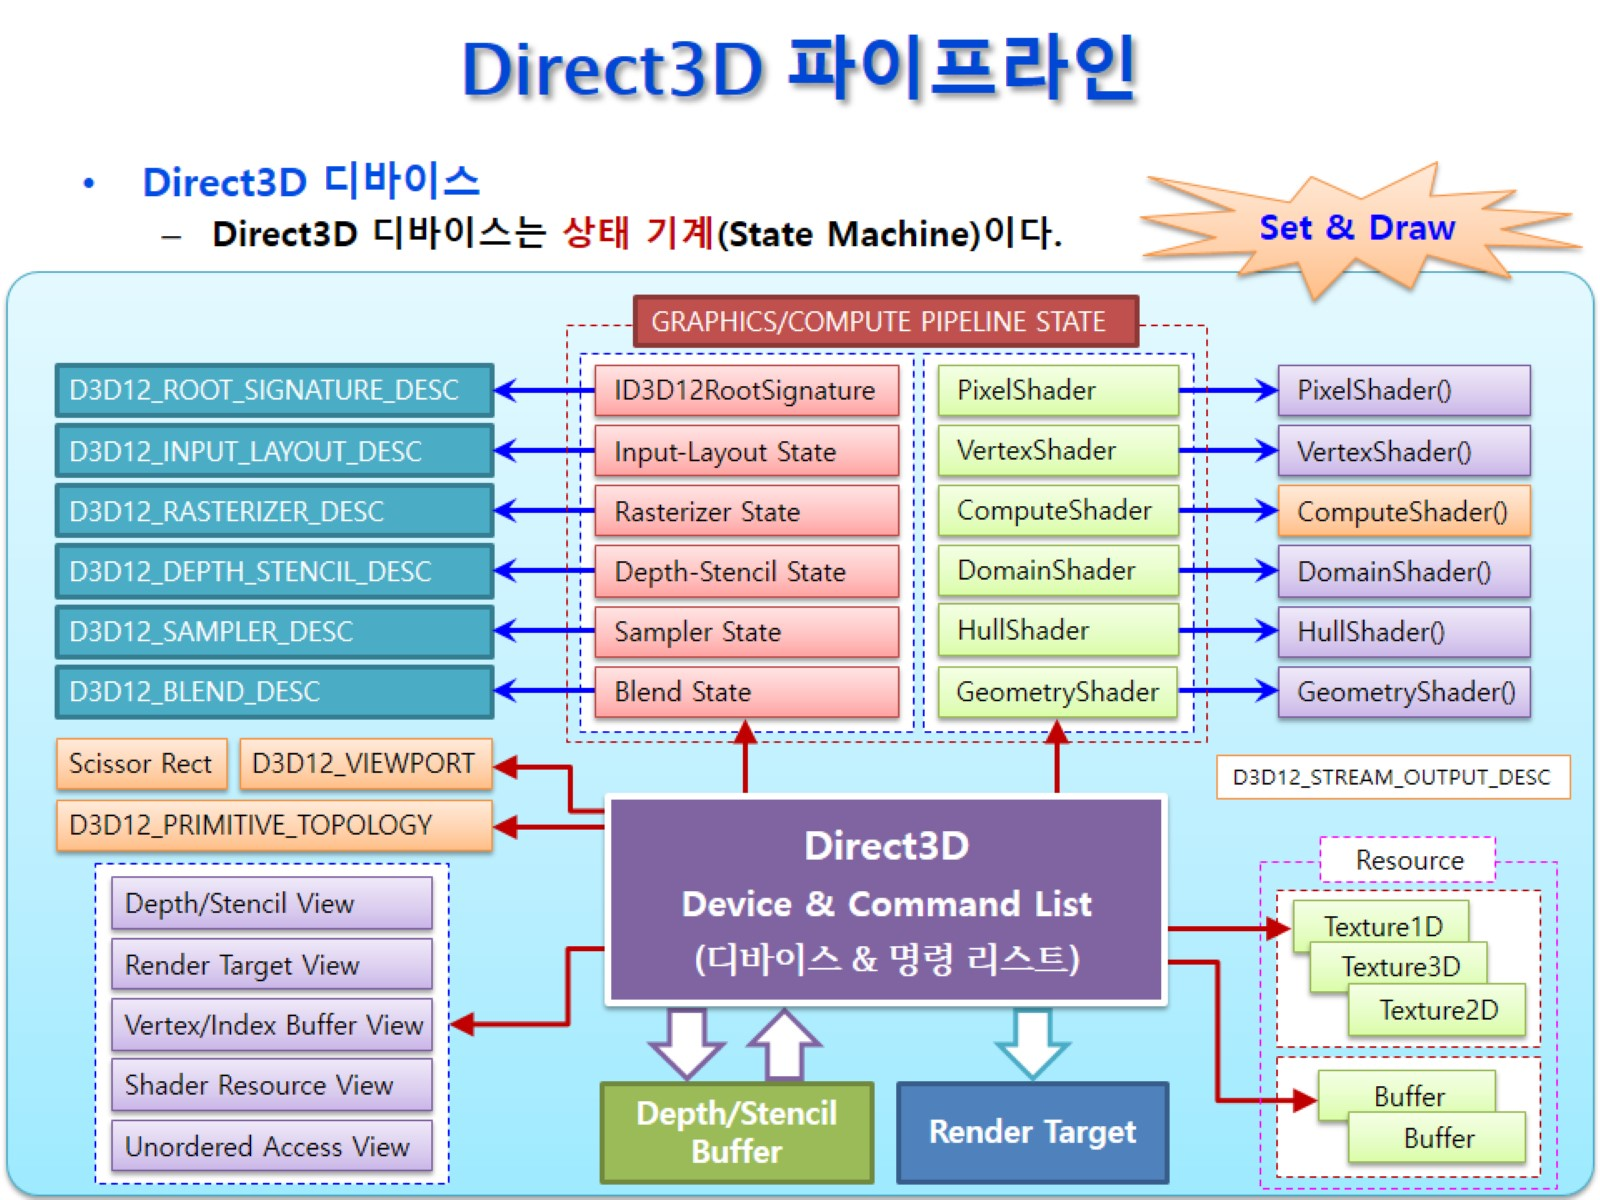 Direct3D 파이프라인
• Direct3D 디바이스
– Direct3D 디바이스는 상태 기계(State Machine)이다.
Set & Draw
GRAPHICS/COMPUTE PIPELINE STATE
D3D12_ROOT_SIGNATURE_DESC
D3D12_INPUT_LAYOUT_DESC
D3D12_RASTERIZER_DESC
D3D12_DEPTH_STENCIL_DESC
D3D12_SAMPLER_DESC
D3D12_BLEND_DESC
ID3D12RootSignature
Input-Layout State
Rasterizer State
Depth-Stencil State
Sampler State
Blend State
PixelShader
VertexShader
ComputeShader
DomainShader
HullShader
GeometryShader
PixelShader()
VertexShader()
ComputeShader()
DomainShader()
HullShader()
GeometryShader()
Scissor Rect
D3D12_VIEWPORT
D3D12_PRIMITIVE_TOPOLOGY
D3D12_STREAM_OUTPUT_DESC
Depth/Stencil View
Render Target View
Vertex/Index Buffer View
Shader Resource View
Unordered Access View
Direct3D
Device & Command List
(디바이스 & 명령 리스트)
Depth/Stencil
Buffer
Render Target
Resource
Texture1D
Texture3D
Texture2D
Buffer
Buffer